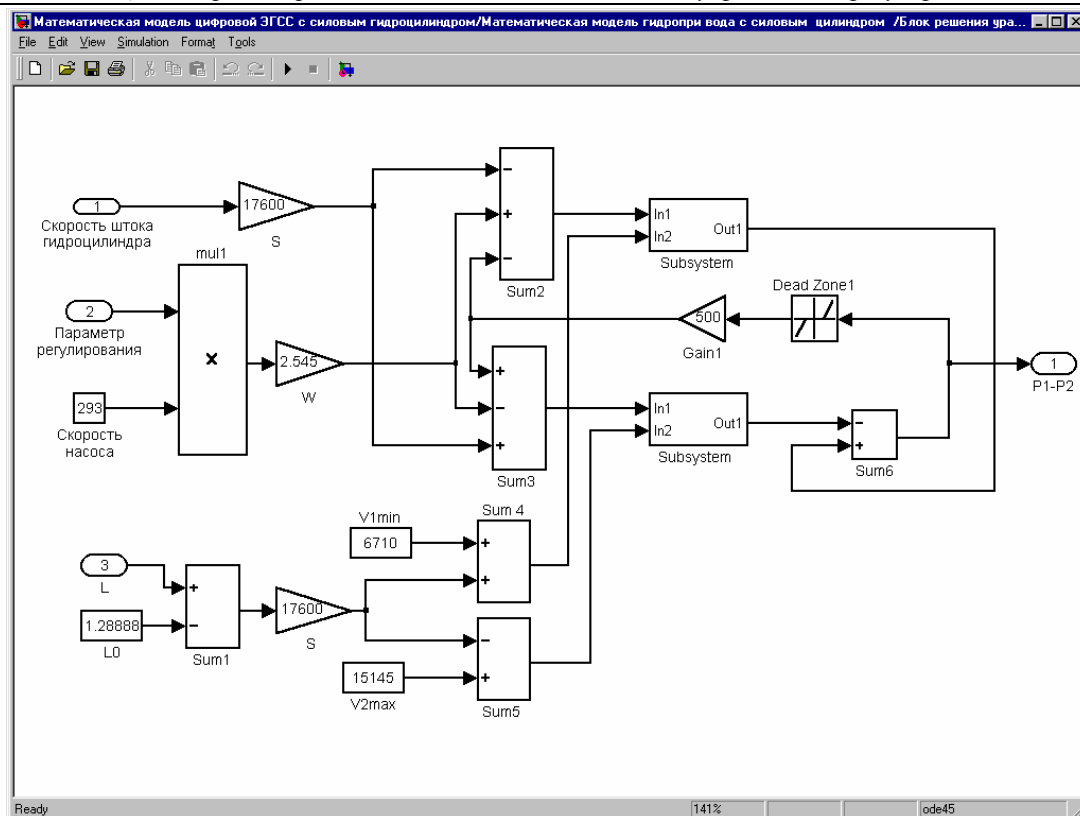 Математическая модель цифровой ЭГСС с силовым гидроцилиндром/Математическая модель гидропри вода с силовым цилиндром /Блок решения ура...
File Edit View Simulation Format Tools
1
Скорость штока
гидроцилиндра
17600
S
mul1
2
Параметр
регулирования
x
293
Скорость
насоса
2.545
W
−
+
−
Sum2
+
−
+
Sum3
In1
In2
Out1
Subsystem
Dead Zone1
500
Gain1
1
P1-P2
In1
In2
Out1
Subsystem
−
+
Sum6
V1min
6710
Sum 4
+
+
3
L
1.28888
L0
+
−
Sum1
17600
S
15145
V2max
−
+
Sum5
Ready
141%
ode45